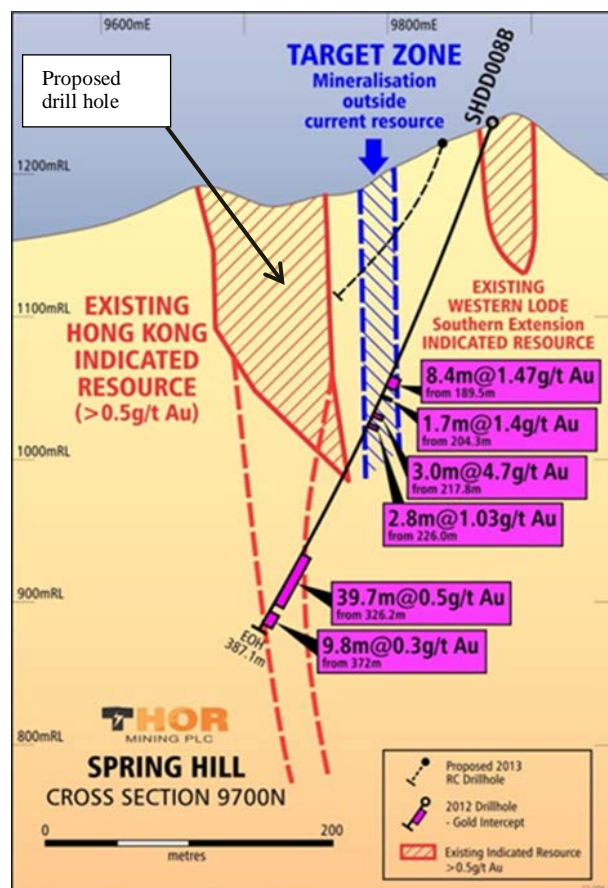 9600mE
9800mE
Proposed
drill hole
TARGET ZONE
Mineralisation
outside
current resource
SHDD008B
1200mRL
1100mRL
1000mRL
900mRL
800mRL
EXISTING
HONG KONG
INDICATED
RESOURCE
(>0.5g/t Au)
EXISTING
WESTERN LODE
Southern Extension
INDICATED RESOURCE
8.4m@1.47g/t Au
from 189.5m
1.7m@1.4g/t Au
from 204.3m
3.0m@4.7g/t Au
from 217.8m
2.8m@1.03g/t Au
from 226.0m
39.7m@0.5g/t Au
from 326.2m
9.8m@0.3g/t Au
from 372m
EOH
387.1m
THOR
MINING PLC
SPRING HILL
CROSS SECTION 9700N
0 200
metres
Proposed 2013
RC Drillhole
2012 Drillhole
- Gold Intercept
Existing Indicated Resource
>0.5g/t Au